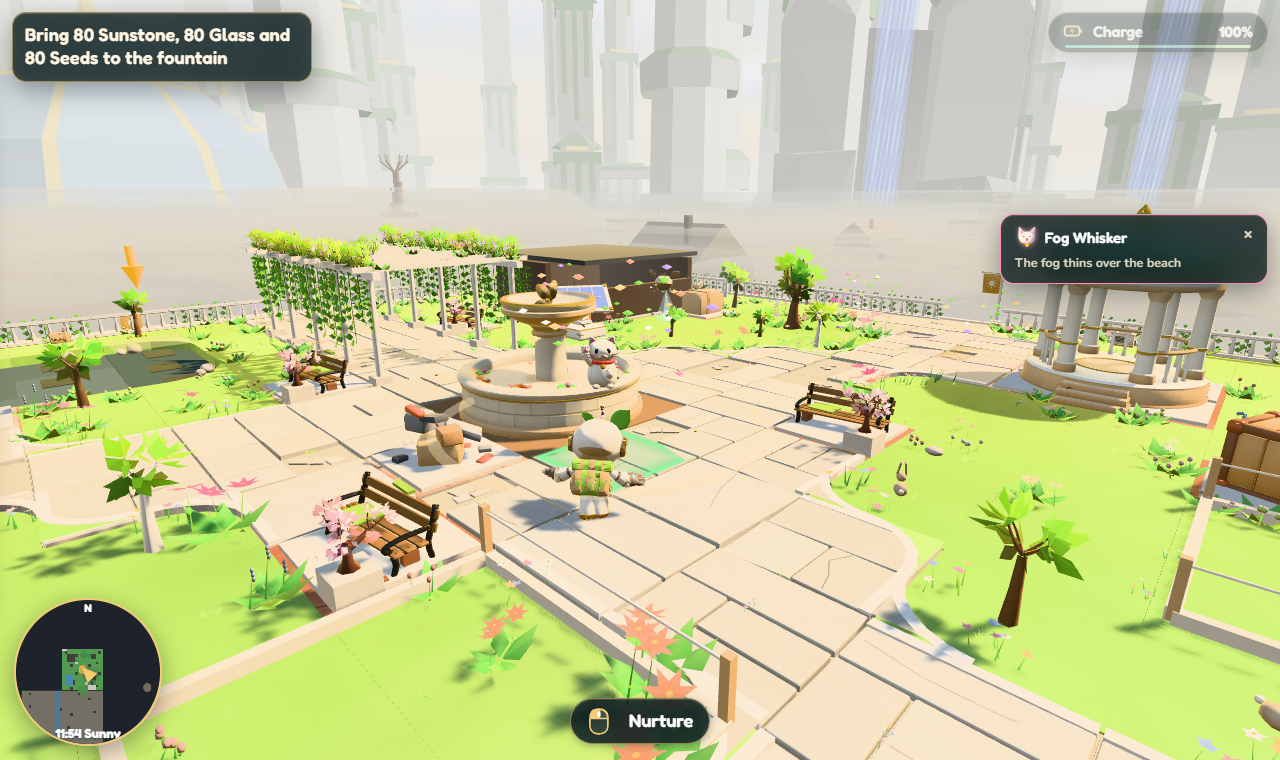 Bring 80 Sunstone, 80 Glass and
80 Seeds to the fountain
Charge 100%
Fog Whisker ×
The fog thins over the beach
N
11:54 Sunny
Nurture